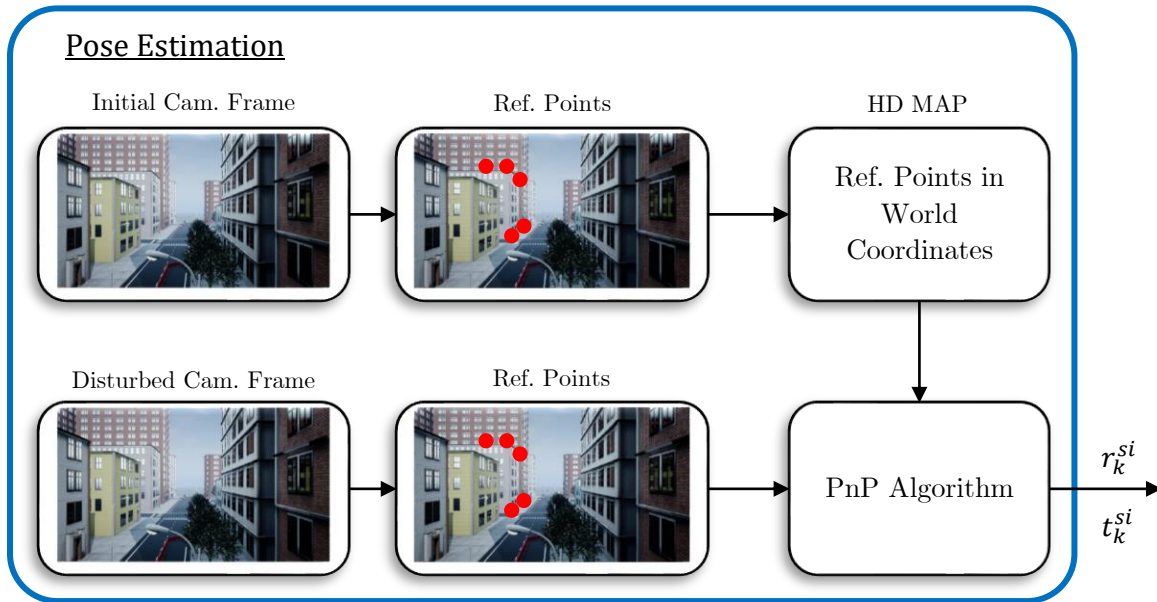 Pose Estimation
Initial Cam. Frame
Ref. Points
HD MAP
Ref. Points in
World
Coordinates
Disturbed Cam. Frame
Ref. Points
PnP Algorithm
$r_k^{si}$
$t_k^{si}$